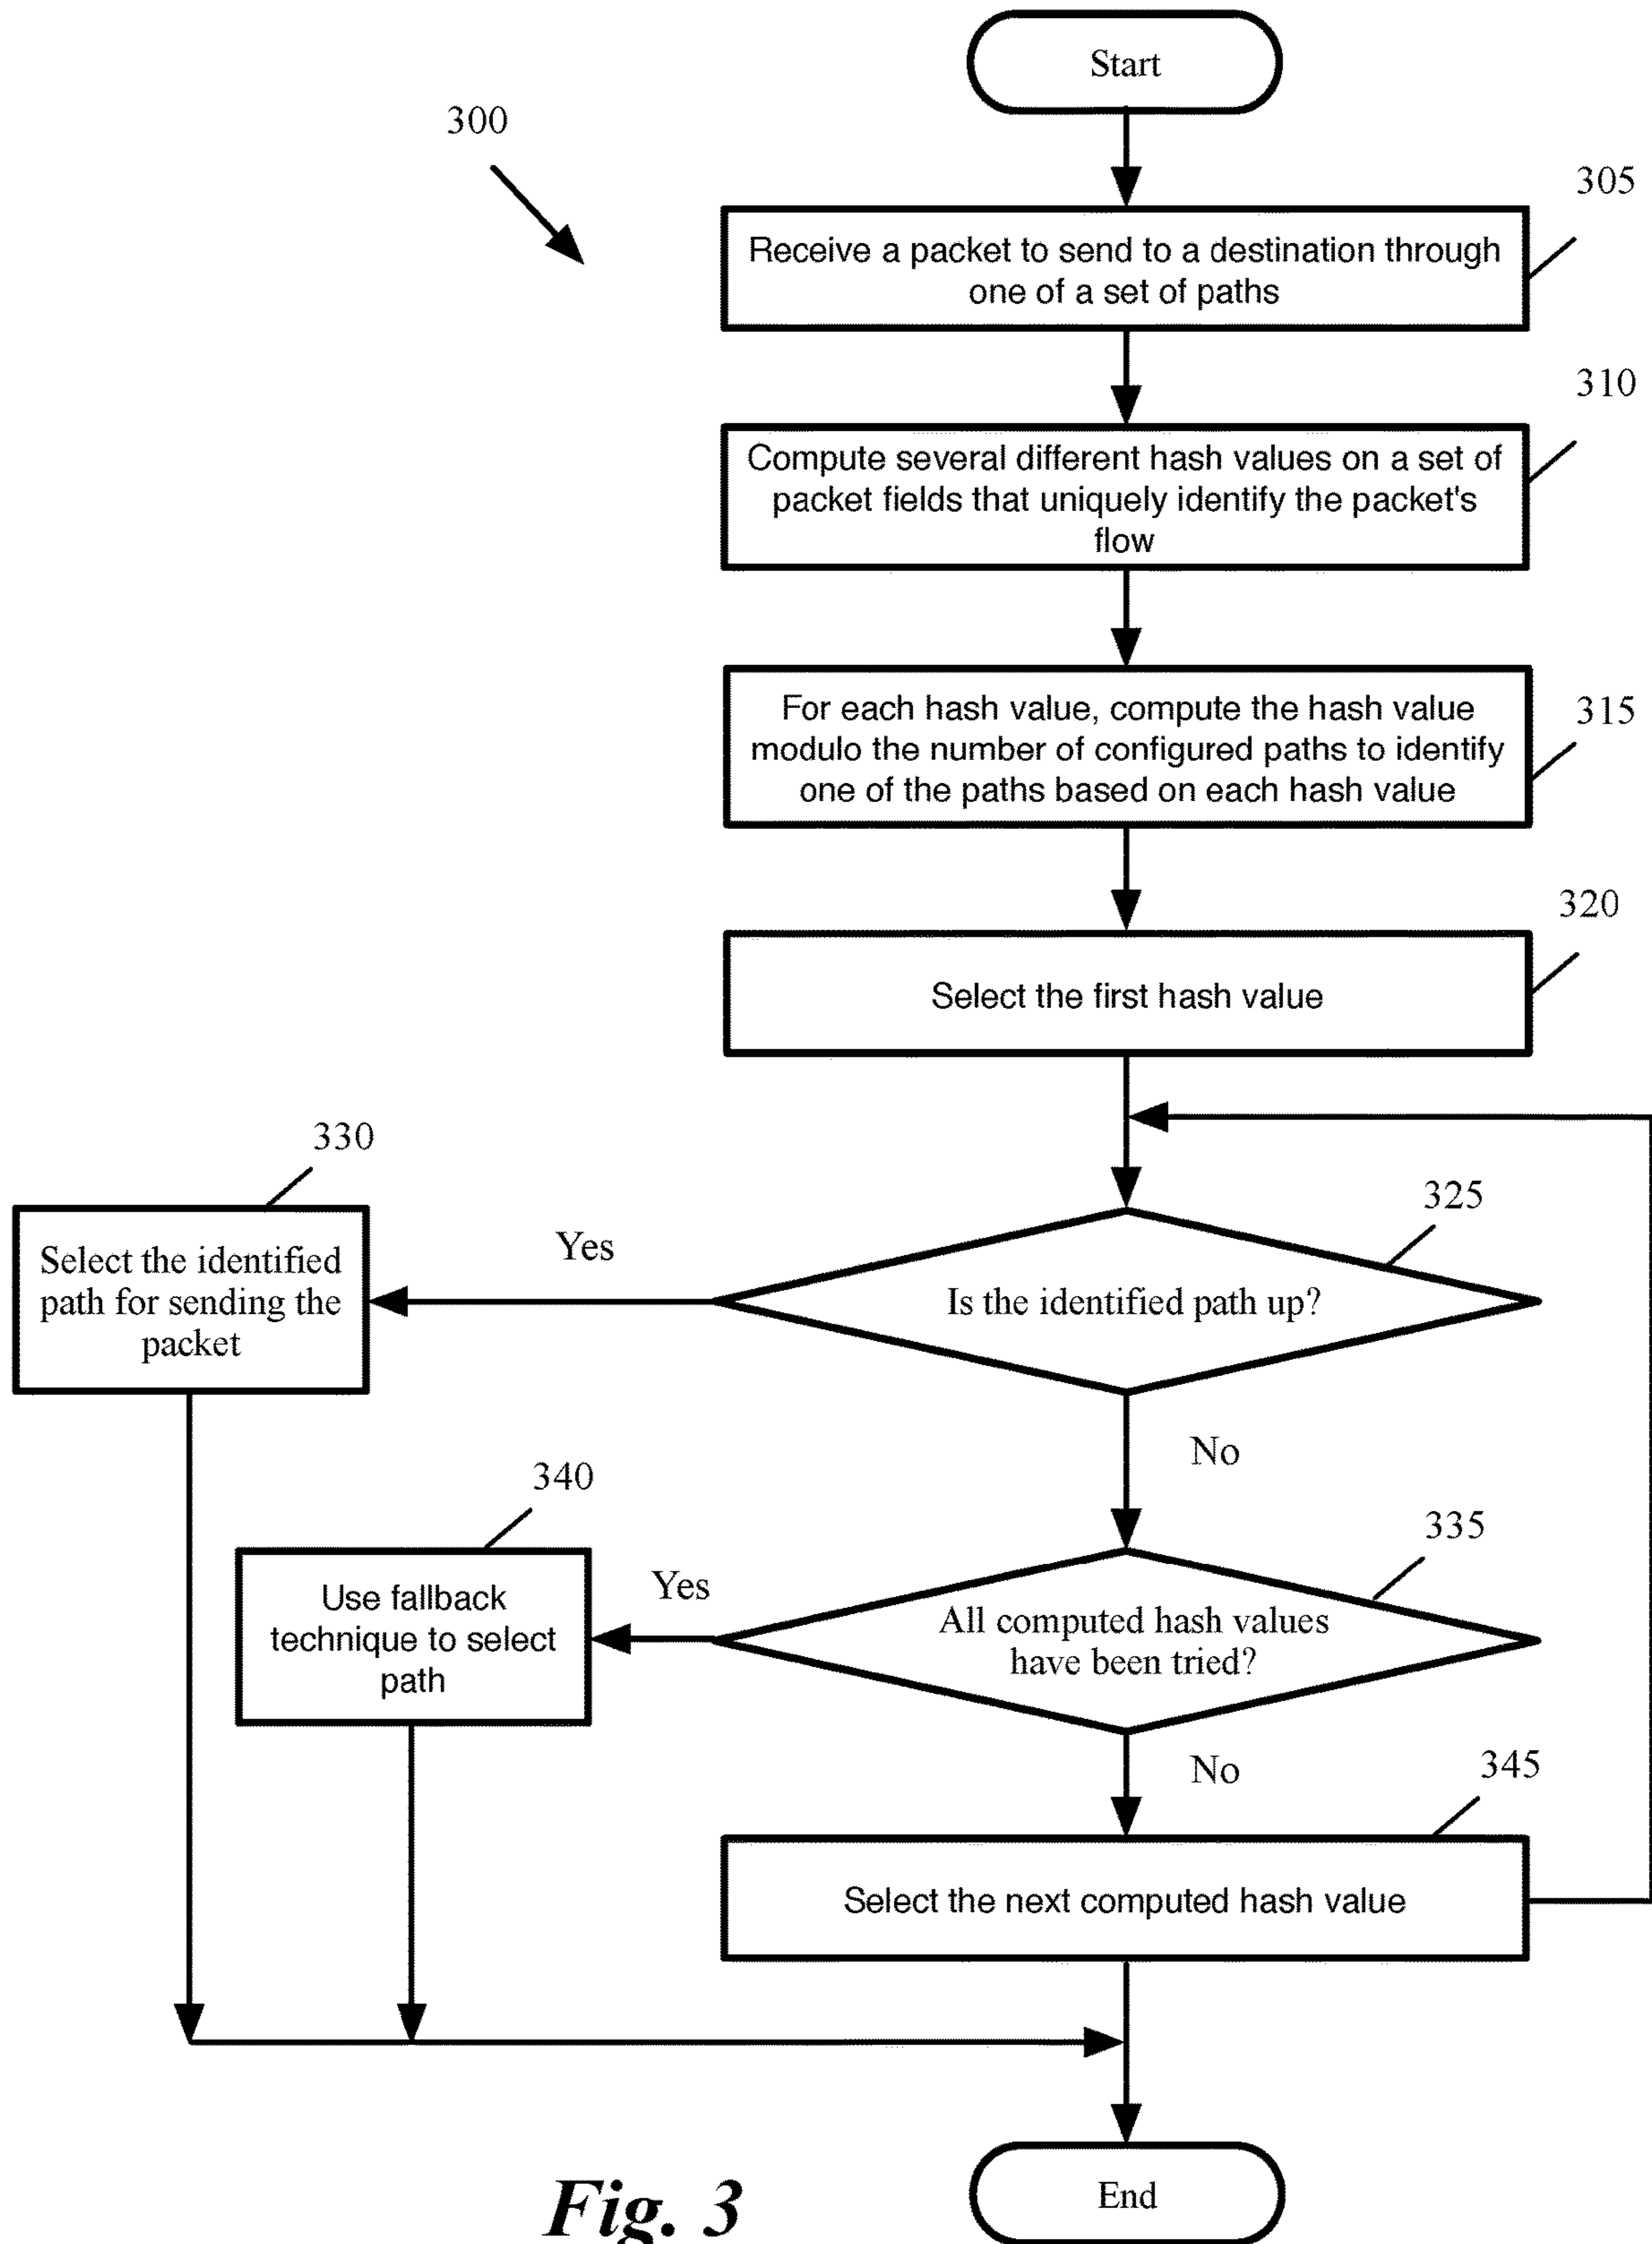 Start
300
305
Receive a packet to send to a destination through
one of a set of paths
310
Compute several different hash values on a set of
packet fields that uniquely identify the packet's
flow
315
For each hash value, compute the hash value
modulo the number of configured paths to identify
one of the paths based on each hash value
320
Select the first hash value
330
325
Select the identified
path for sending the
packet
Yes
Is the identified path up?
No
340
335
Use fallback
technique to select
path
Yes
All computed hash values
have been tried?
No
345
Select the next computed hash value
End
Fig. 3